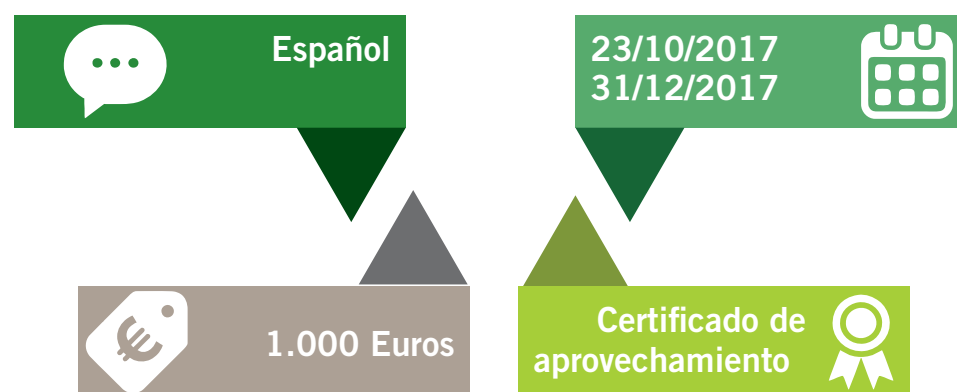 Español
23/10/2017
31/12/2017
1.000 Euros
Certificado de
aprovechamiento